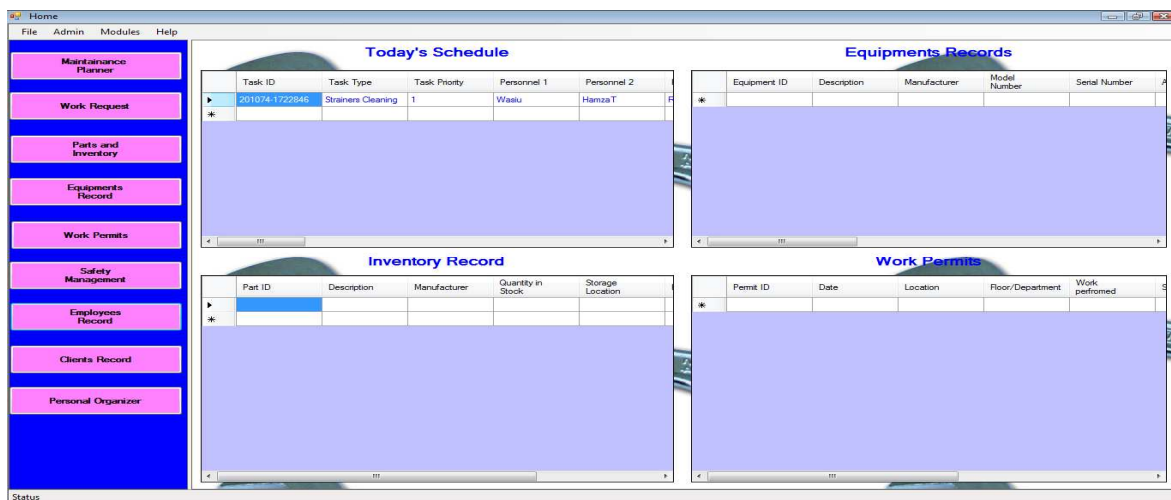 Home
File Admin Modules Help
Maintainance
Planner
Work Request
Parts and
Inventory
Equipments
Record
Work Permits
Safety
Management
Employees
Record
Clients Record
Personal Organizer
Today's Schedule
Task ID Task Type Task Priority Personnel 1 Personnel 2
201074-1722846 Strainers Cleaning 1 Wasiu HamzaT
Equipments Records
Equipment ID Description Manufacturer Model Number Serial Number
Inventory Record
Part ID Description Manufacturer Quantity in Stock Storage Location
Work Permits
Permit ID Date Location Floor/Department Work perfromed
Status